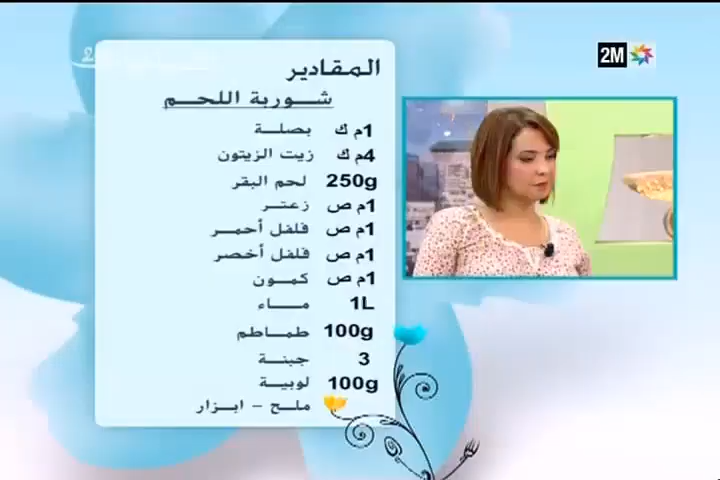 المقادير
شوربة اللحم
1م ك بصلة
4م ك زيت الزيتون
250g لحم البقر
1م ص زعتر
1م ص فلفل أحمر
1م ص فلفل أخضر
1م ص كمون
1L ماء
100g طماطم
3 جبنة
100g لوبية
ملح - ابزار
2M